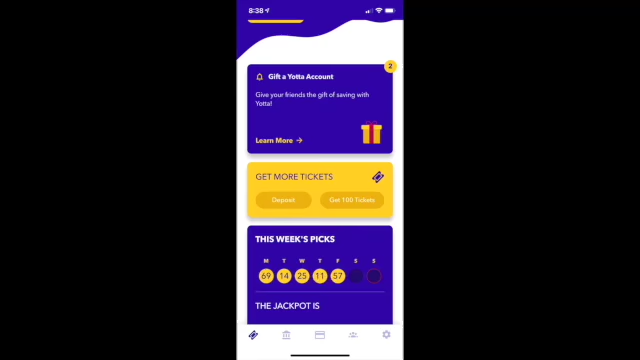 8:38
2
Gift a Yotta Account
Give your friends the gift of saving with
Yotta!
Learn More →
GET MORE TICKETS
Deposit
Get 100 Tickets
THIS WEEK'S PICKS
M T W T F S S
69 14 25 11 57
THE JACKPOT IS